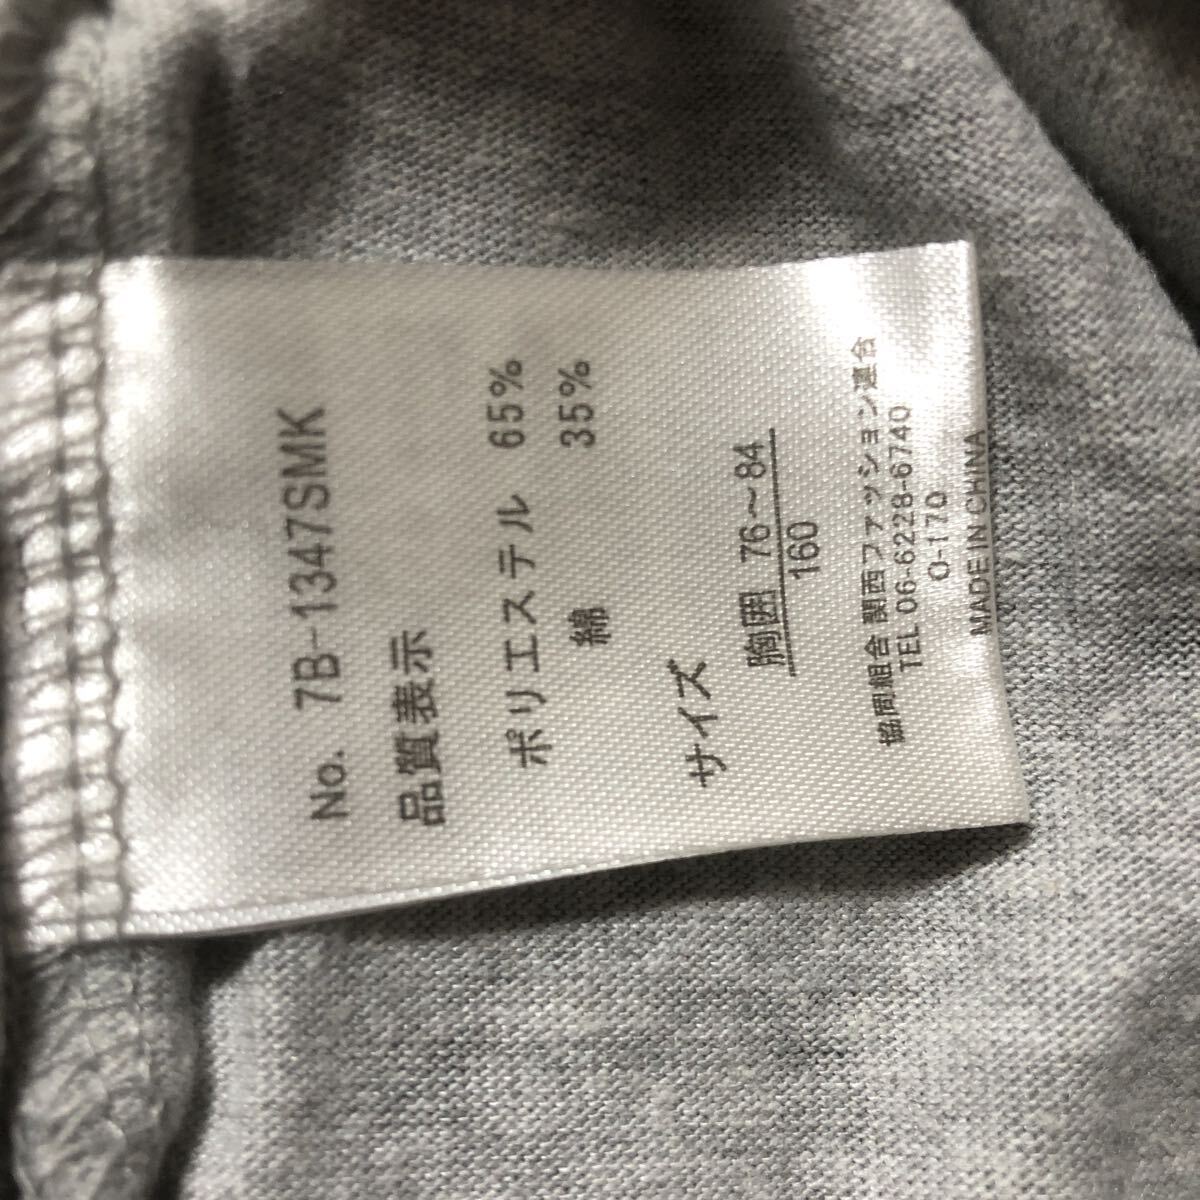 No. 7B-1347SMK
品質表示
ポリエステル 65%
綿 35%
サイズ
胸囲 76～84
160
協同組合 関西ファッション連合
TEL 06-6228-6740
O-170
MADE IN CHINA